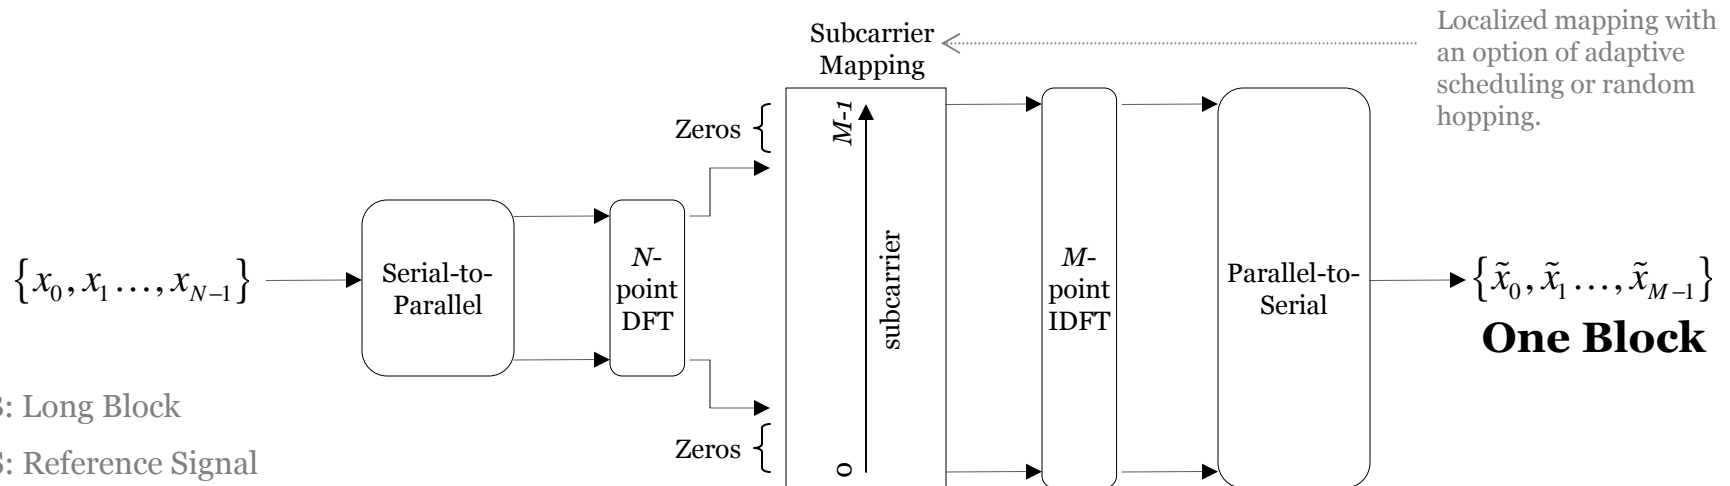 Localized mapping with
an option of adaptive
scheduling or random
hopping.
Subcarrier
Mapping
Zeros
M-1
subcarrier
0
{x₀, x₁ ..., x_{N-1}}
Serial-to-
Parallel
N-
point
DFT
M-
point
IDFT
Parallel-to-
Serial
{x̃₀, x̃₁ ..., x̃_{M-1}}
One Block
: Long Block
Zeros
: Reference Signal